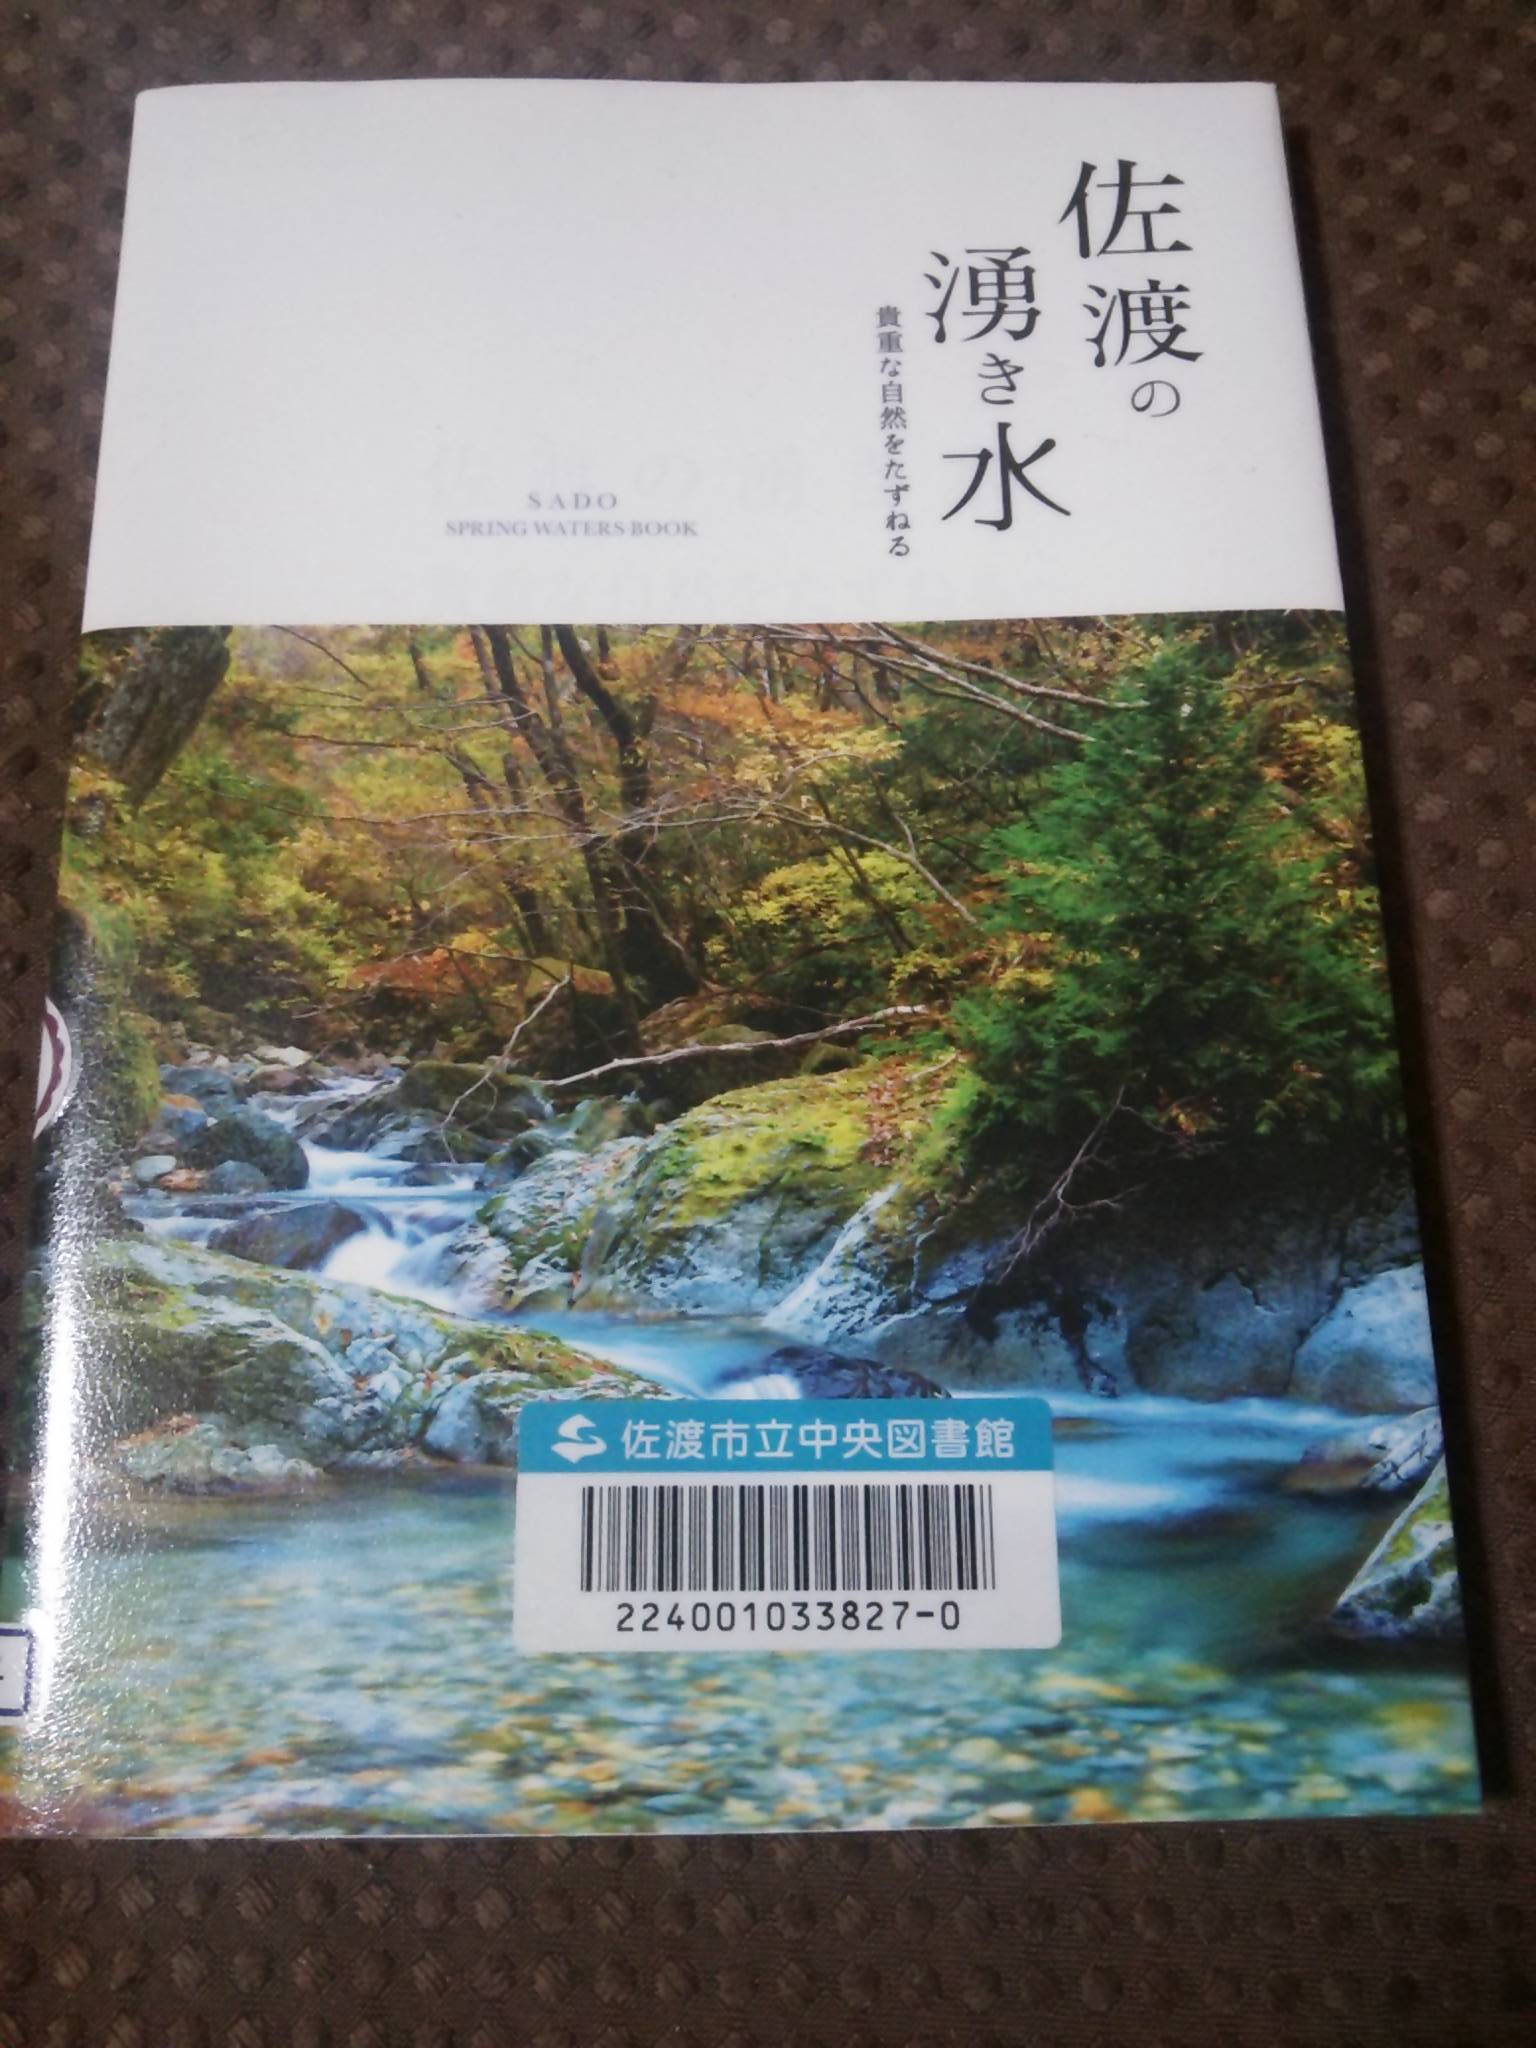 佐渡の
湧き水
貴重な自然をたずねる
SADO
SPRING WATERS BOOK
佐渡市立中央図書館
224001033827-0